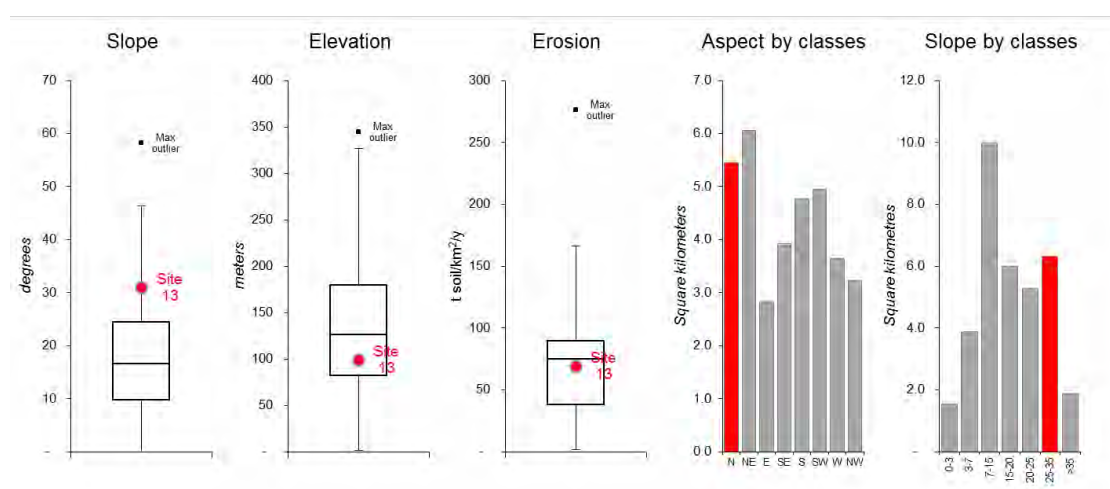 Slope
70
60
50
40
30
20
10
-
degrees
Max
outlier
Site
13
Elevation
400
350
300
250
200
150
100
50
-
meters
Max
outlier
Site
13
Erosion
300
250
200
150
100
50
-
t soil/km²/y
Max
outlier
Site
13
Aspect by classes
7.0
6.0
5.0
4.0
3.0
2.0
1.0
0.0
Square kilometers
N NE E SE S SW W NW
Slope by classes
12.0
10.0
8.0
6.0
4.0
2.0
-
Square kilometres
0-3
3-7
7-15
15-20
20-25
25-35
≥35